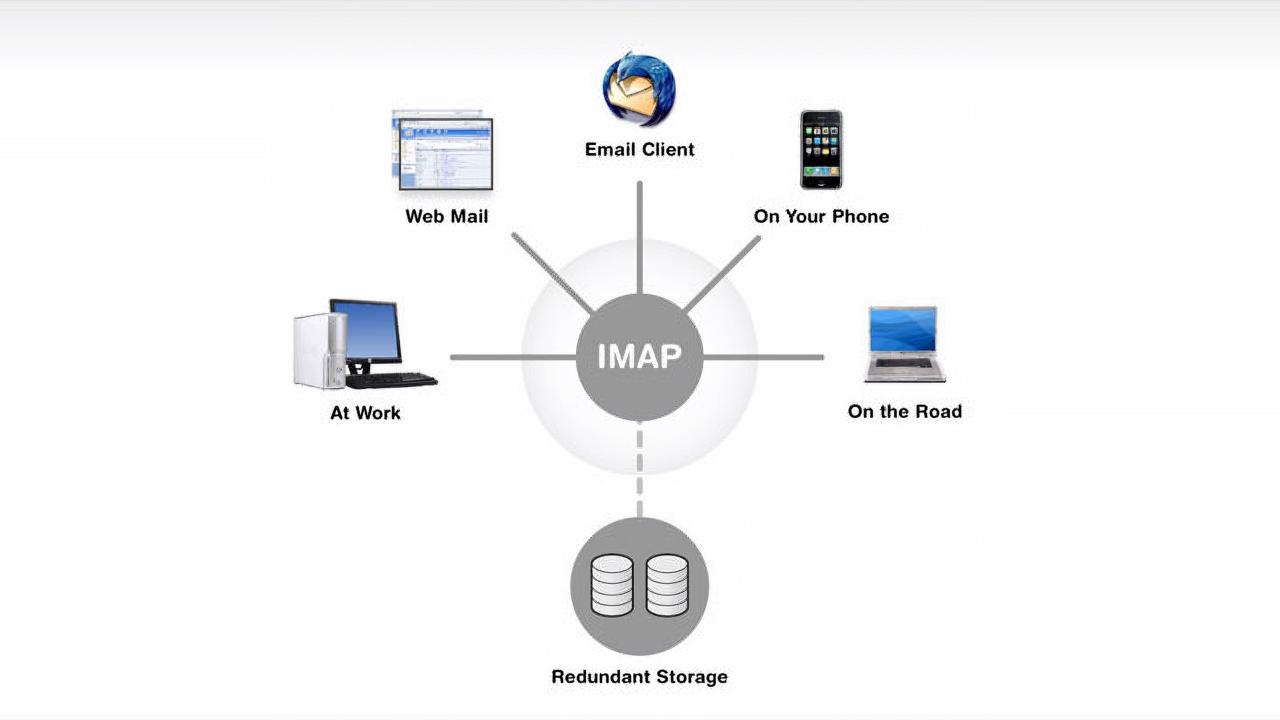 Email Client
Web Mail
On Your Phone
IMAP
At Work
On the Road
Redundant Storage